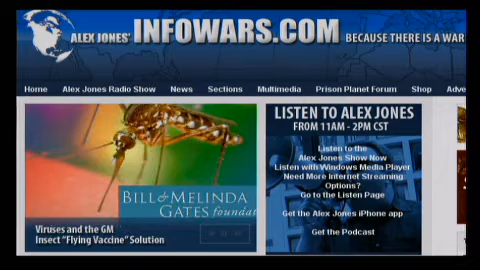 ALEX JONES' INFOWARS.COM BECAUSE THERE IS A WAR
Home Alex Jones Radio Show News Sections Multimedia Prison Planet Forum Shop Adve
BILL & MELINDA
GATES foundat
Viruses and the GM
Insect "Flying Vaccine" Solution
LISTEN TO ALEX JONES
FROM 11AM - 2PM CST
Listen to the
Alex Jones Show Now
Listen with Windows Media Player
Need More Internet Streaming
Options?
Go to the Listen Page
Get the Alex Jones iPhone app
Get the Podcast